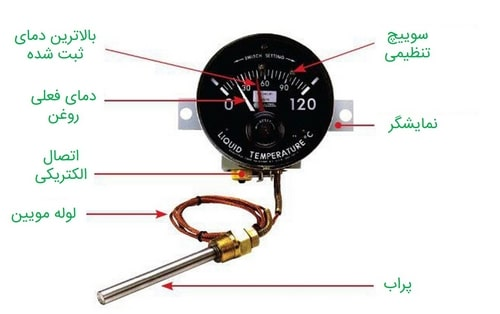 بالاترین دمای
ثبت شده
سوییچ
تنظیمی
دمای فعلی
روغن
نمایشگر
اتصال
الکتریکی
لوله مویین
پراب
SWITCH SETTING
0 30 60 90 120
LIQUID TEMPERATURE °C